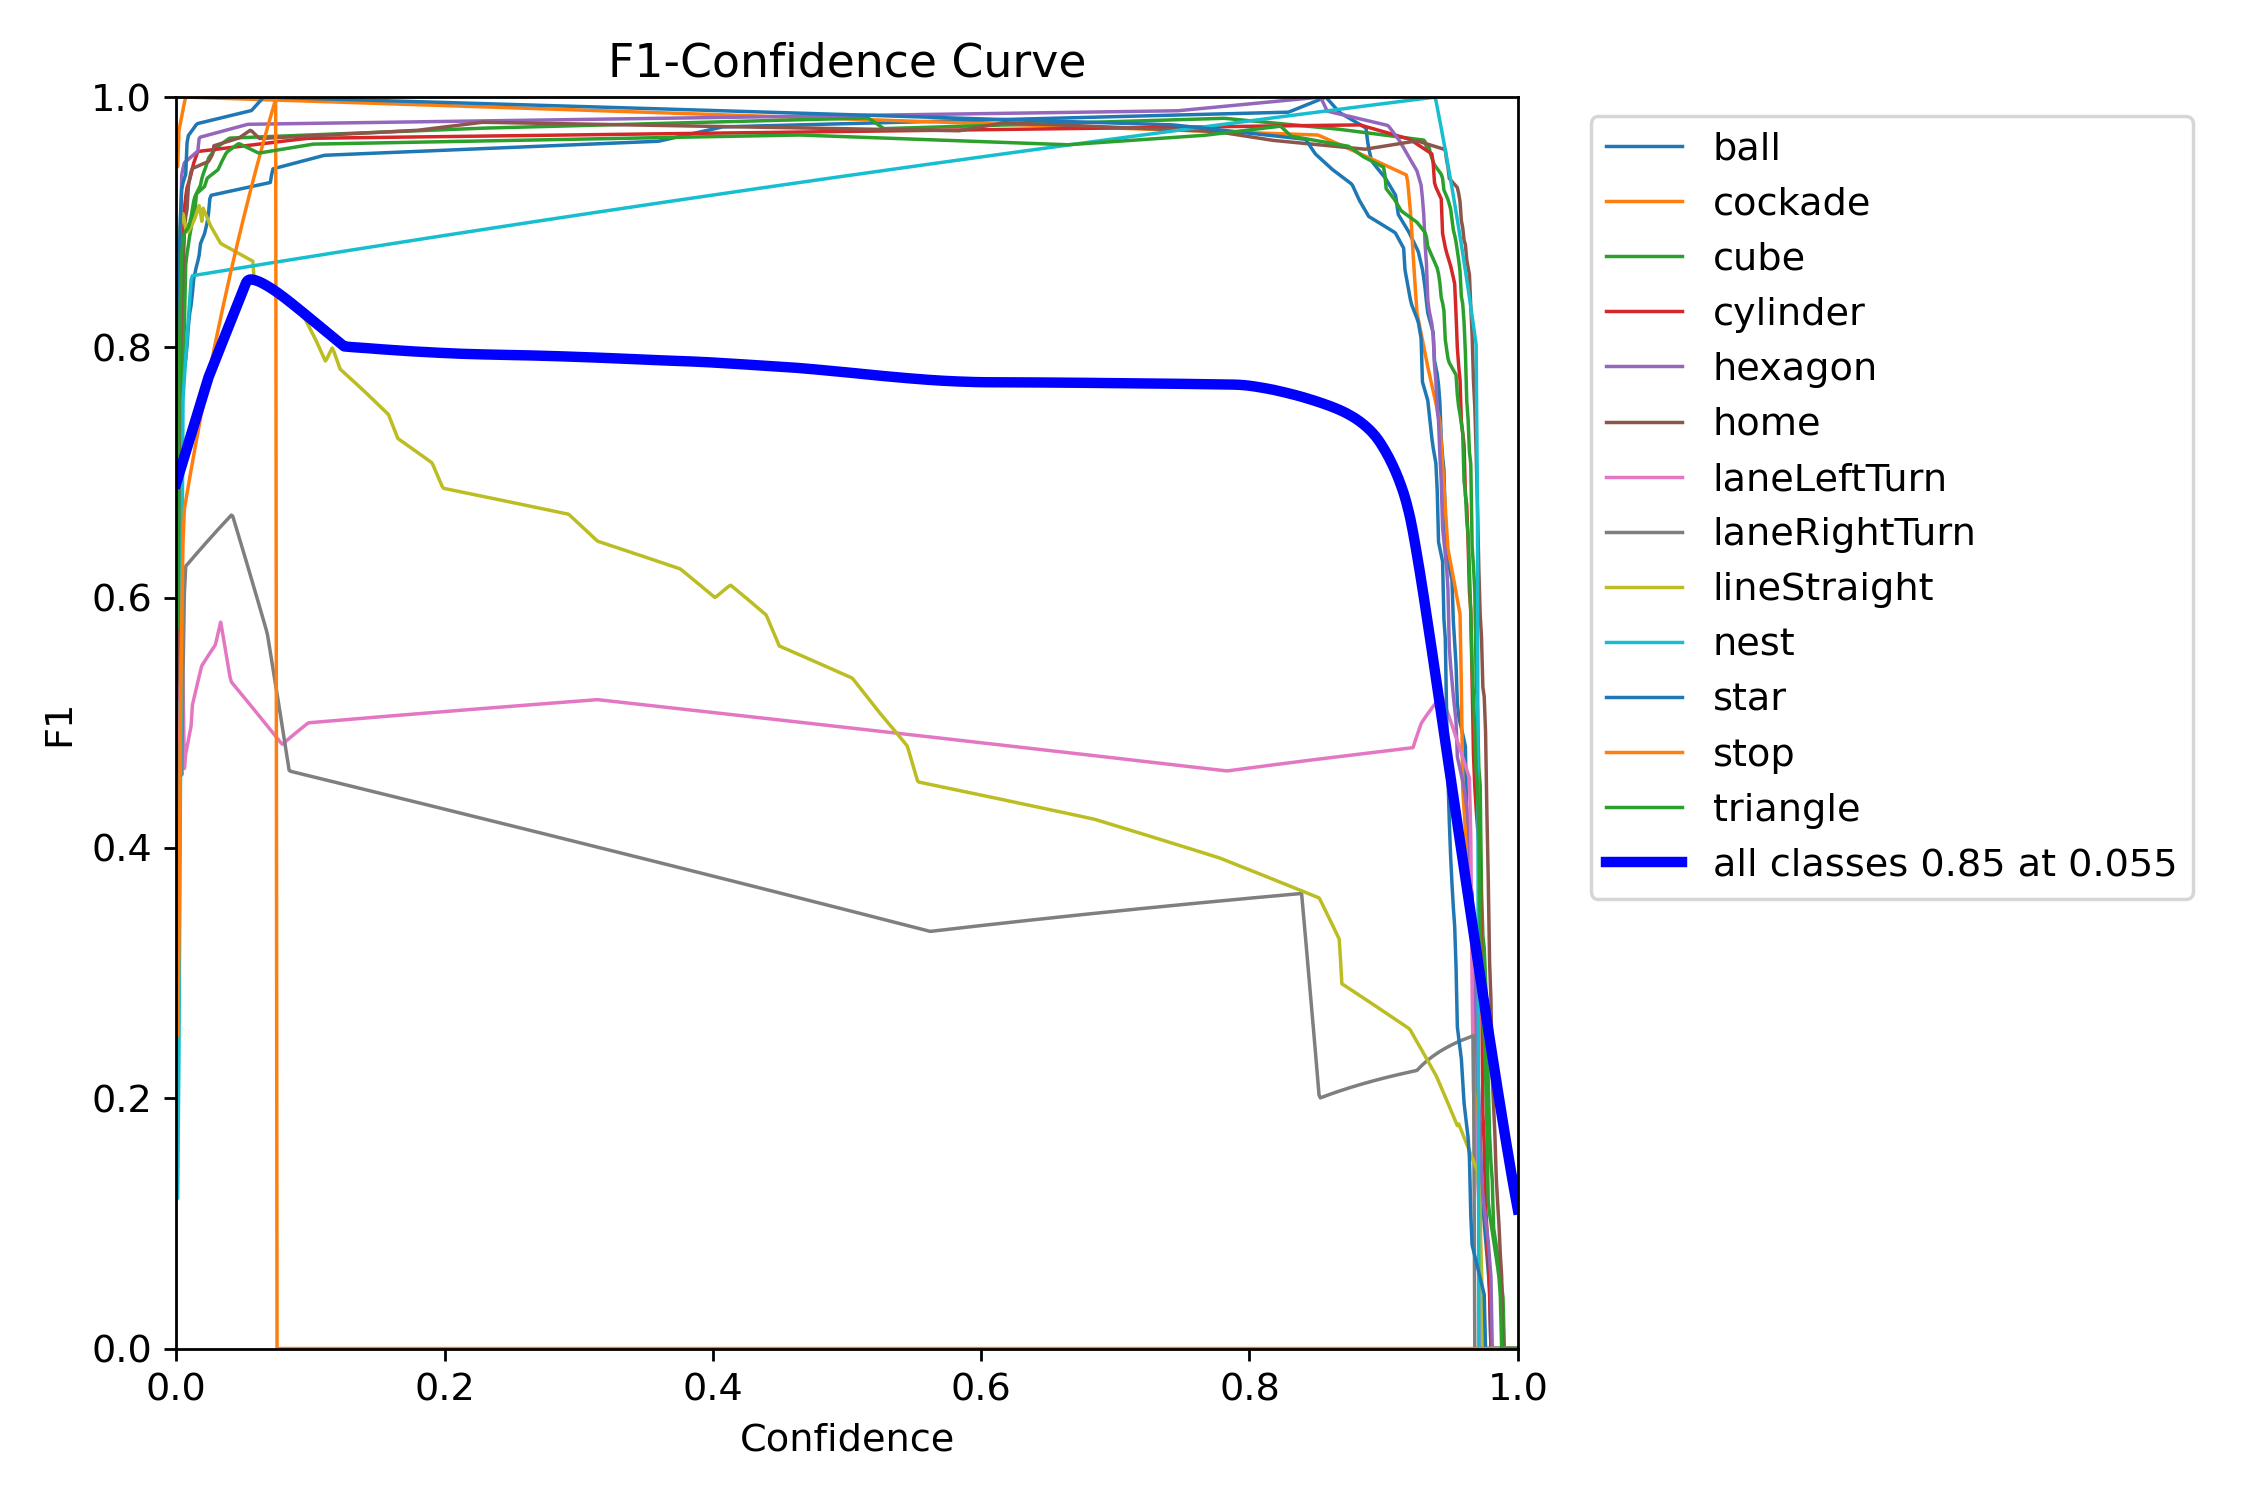 F1-Confidence Curve
1.0
0.8
0.6
0.4
0.2
0.0
F1
0.0 0.2 0.4 0.6 0.8 1.0
Confidence
ball
cockade
cube
cylinder
hexagon
home
laneLeftTurn
laneRightTurn
lineStraight
nest
star
stop
triangle
all classes 0.85 at 0.055